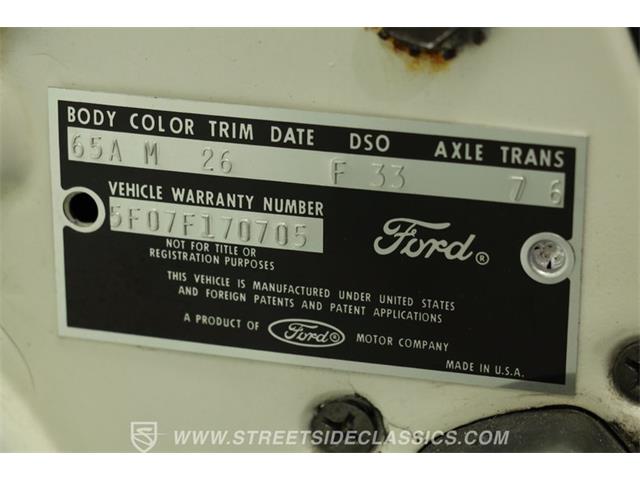 BODY COLOR TRIM DATE DSO AXLE TRANS
65A M 26 F 33 7 6
VEHICLE WARRANTY NUMBER
5F07F170705
NOT FOR TITLE OR
REGISTRATION PURPOSES
Ford®
THIS VEHICLE IS MANUFACTURED UNDER UNITED STATES
AND FOREIGN PATENTS AND PATENT APPLICATIONS
A PRODUCT OF Ford® MOTOR COMPANY
MADE IN U.S.A.
WWW.STREETSIDECLASSICS.COM